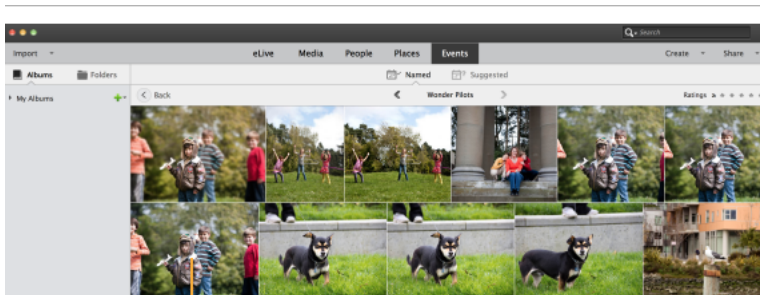 Search
Import eLive Media People Places Events Create Share
Albums Folders Named Suggested
My Albums Back Wonder Pilots Ratings ≥